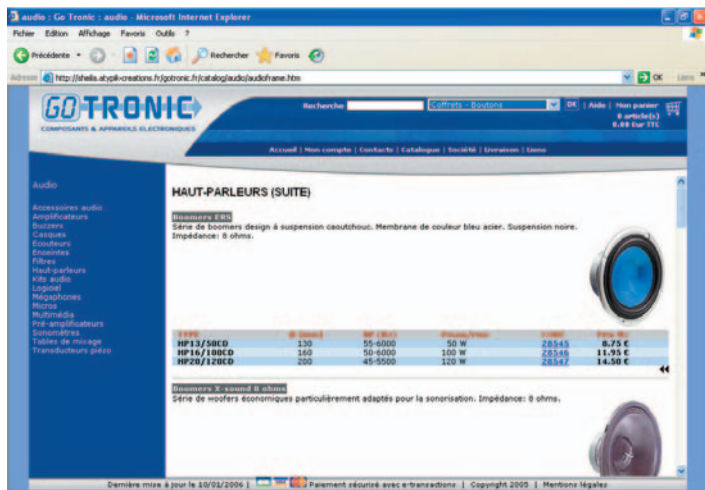 audio : Go Tronic : audio - Microsoft Internet Explorer
Fichier Edition Affichage Favoris Outils ?
Précédente Rechercher Favoris
Adresse http://sheila.atypik-creations.fr/gotronic.fr/catalog/audio/audioframe.htm OK Liens »
GO TRONIC
COMPOSANTS & APPAREILS ELECTRONIQUES
Recherche Coffrets - Boutons OK | Aide | Mon panier
0 article(s)
0.00 Eur TTC
Accueil | Mon compte | Contacts | Catalogue | Société | Livraison | Liens
Audio
Accessoires audio
Amplificateurs
Buzzers
Casques
Ecouteurs
Enceintes
Filtres
Haut-parleurs
Kits audio
Logiciel
Mégaphones
Micros
Multimédia
Pré-amplificateurs
Sonomètres
Tables de mixage
Transducteurs piézo
HAUT-PARLEURS (SUITE)
Boomers ERS
Série de boomers design à suspension caoutchouc. Membrane de couleur bleu acier. Suspension noire.
Impédance: 8 ohms.
TYPE
HP13/50CD 130 55-6000 50 W 28545 8.75 €
HP16/100CD 160 50-6000 100 W 28546 11.95 €
HP20/120CD 200 45-5500 120 W 28547 14.50 €
Boomers X-sound 8 ohms
Série de woofers économiques particulièrement adaptés pour la sonorisation. Impédance: 8 ohms.
Dernière mise à jour le 10/01/2006 | Paiement sécurisé avec e-transactions | Copyright 2005 | Mentions légales